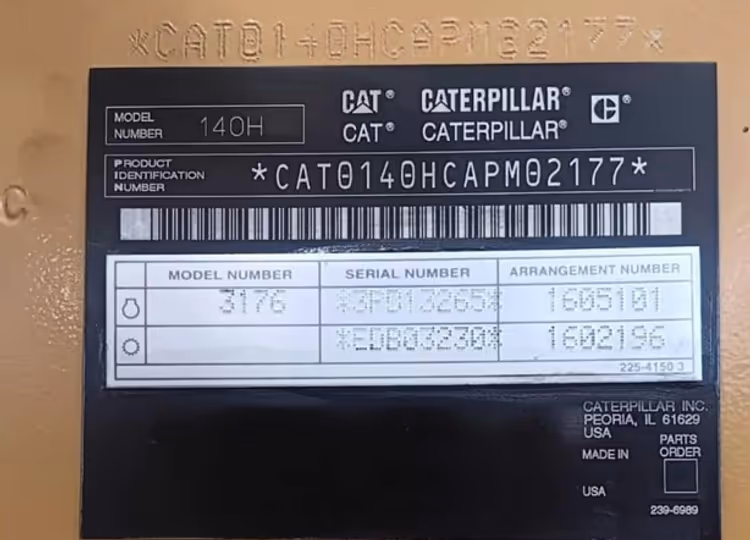 *CAT0140HCAPM02177*
CAT® CATERPILLAR® C®
MODEL NUMBER 140H
CAT® CATERPILLAR®
PRODUCT IDENTIFICATION NUMBER *CAT0140HCAPM02177*
MODEL NUMBER SERIAL NUMBER ARRANGEMENT NUMBER
3176 *3PD13265* 1605101
*EDB03230* 1602196
225-4150 3
CATERPILLAR INC.
PEORIA, IL 61629
USA
PARTS ORDER
MADE IN
USA
239-6989